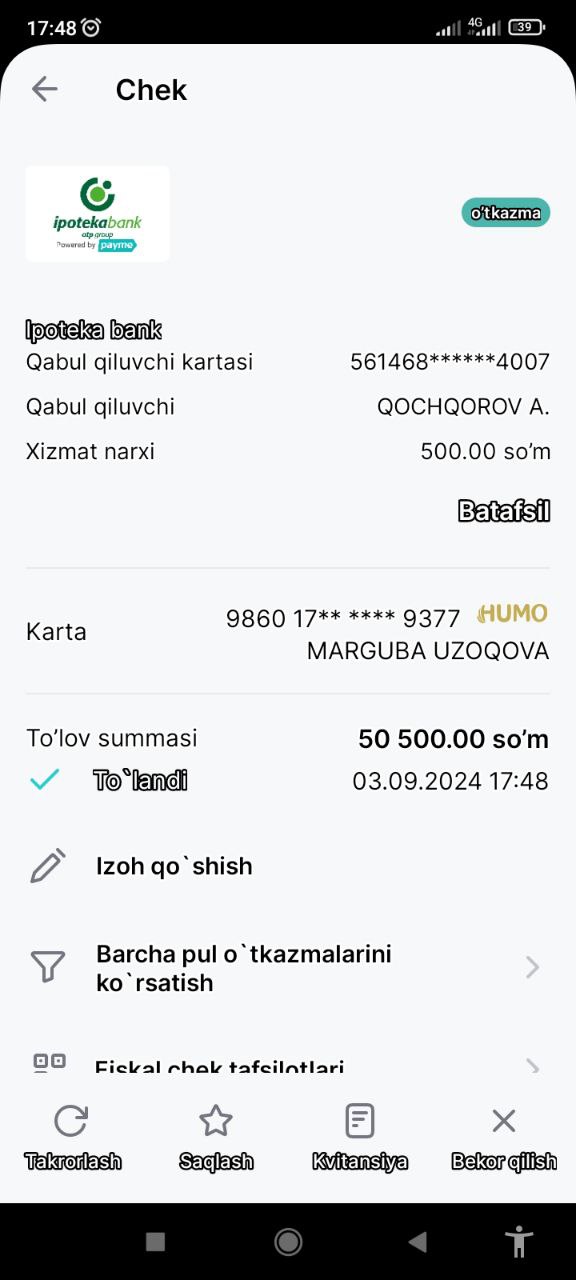 17:48
4G
39
Chek
ipotekabank
otp group
Powered by payme
o'tkazma
Ipoteka bank
Qabul qiluvchi kartasi 561468******4007
Qabul qiluvchi QOCHQOROV A.
Xizmat narxi 500.00 so'm
Batafsil
Karta 9860 17** **** 9377 HUMO
MARGUBA UZOQOVA
To'lov summasi 50 500.00 so'm
To`landi 03.09.2024 17:48
Izoh qo`shish
Barcha pul o`tkazmalarini
ko`rsatish
Fiskal chek tafsilotlari
Takrorlash Saqlash Kvitansiya Bekor qilish